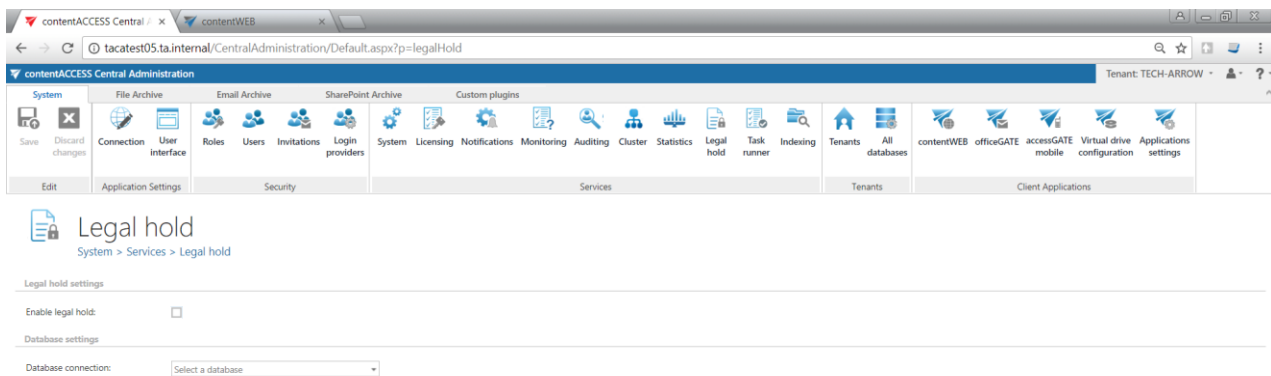 contentACCESS Central A
contentWEB
tacatest05.ta.internal/CentralAdministration/Default.aspx?p=legalHold
contentACCESS Central Administration
Tenant: TECH-ARROW
?
System File Archive Email Archive SharePoint Archive Custom plugins
Save
Discard changes
Connection
User interface
Roles
Users
Invitations
Login providers
System
Licensing
Notifications
Monitoring
Auditing
Cluster
Statistics
Legal hold
Task runner
Indexing
Tenants
All databases
contentWEB
officeGATE
accessGATE mobile
Virtual drive configuration
Applications settings
Edit Application Settings Security Services Tenants Client Applications
Legal hold
System > Services > Legal hold
Legal hold settings
Enable legal hold:
Database settings
Database connection: Select a database